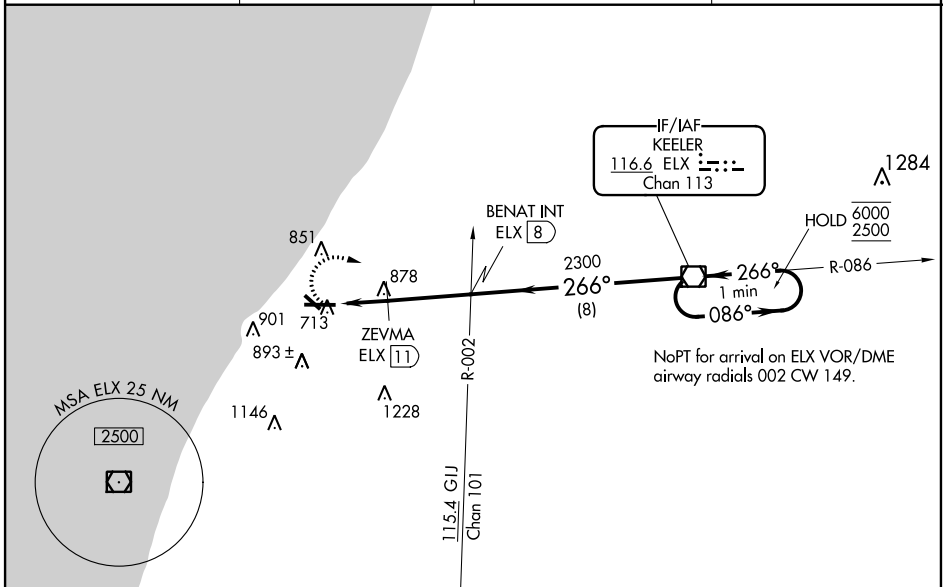 IF/IAF
KEELER
116.6 ELX
Chan 113
1284
HOLD 6000
2500
BENAT INT
ELX 8
851
2300
266°
(8)
266°
R-086
1 min
086°
878
713
901
893 ±
ZEVMA
ELX 11
R-002
NoPT for arrival on ELX VOR/DME
airway radials 002 CW 149.
1146
1228
MSA ELX 25 NM
2500
115.4 GIJ
Chan 101